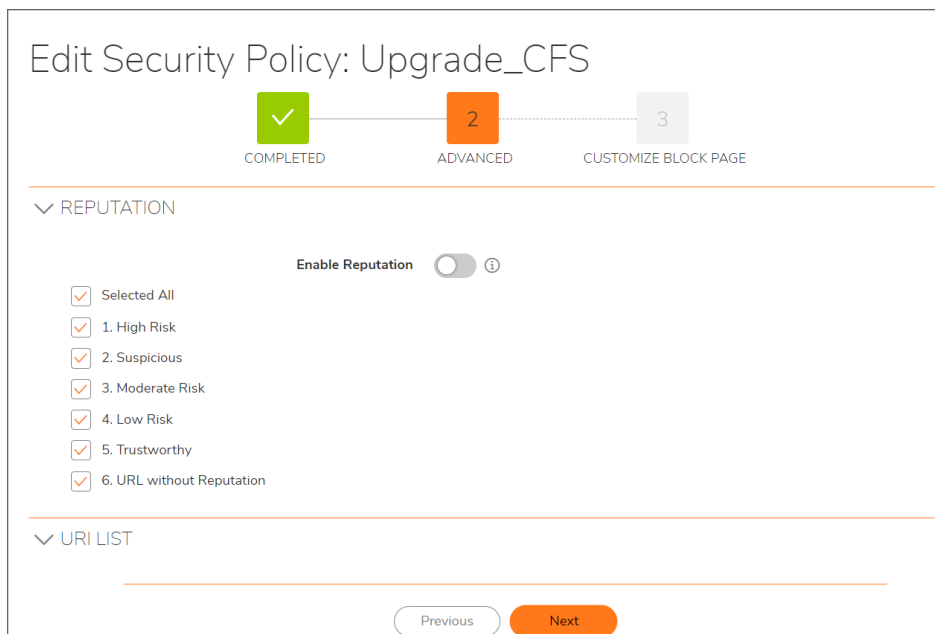 Edit Security Policy: Upgrade_CFS
2
3
COMPLETED
ADVANCED
CUSTOMIZE BLOCK PAGE
REPUTATION
Enable Reputation
Selected All
1. High Risk
2. Suspicious
3. Moderate Risk
4. Low Risk
5. Trustworthy
6. URL without Reputation
URI LIST
Previous
Next